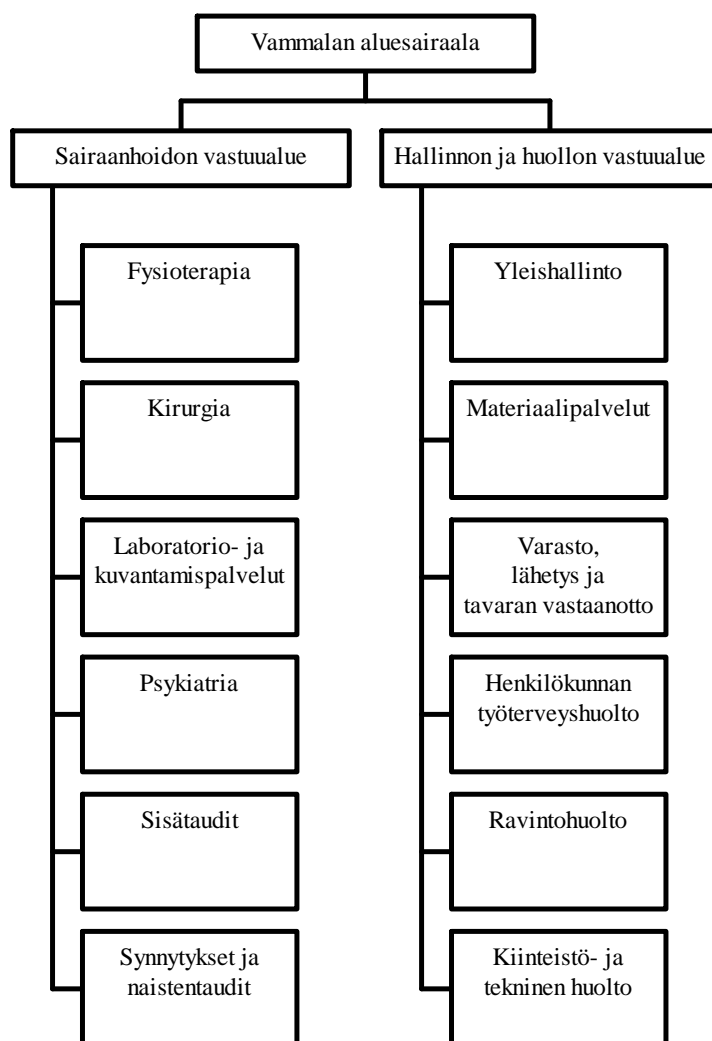 Vammalan aluesairaala
Sairaanhoidon vastuualue
Hallinnon ja huollon vastuualue
Fysioterapia
Kirurgia
Laboratorio- ja
kuvantamispalvelut
Psykiatria
Sisätaudit
Synnytykset ja
naistentaudit
Yleishallinto
Materiaalipalvelut
Varasto,
lähetys ja
tavaran vastaanotto
Henkilökunnan
työterveyshuolto
Ravintohuolto
Kiinteistö- ja
tekninen huolto